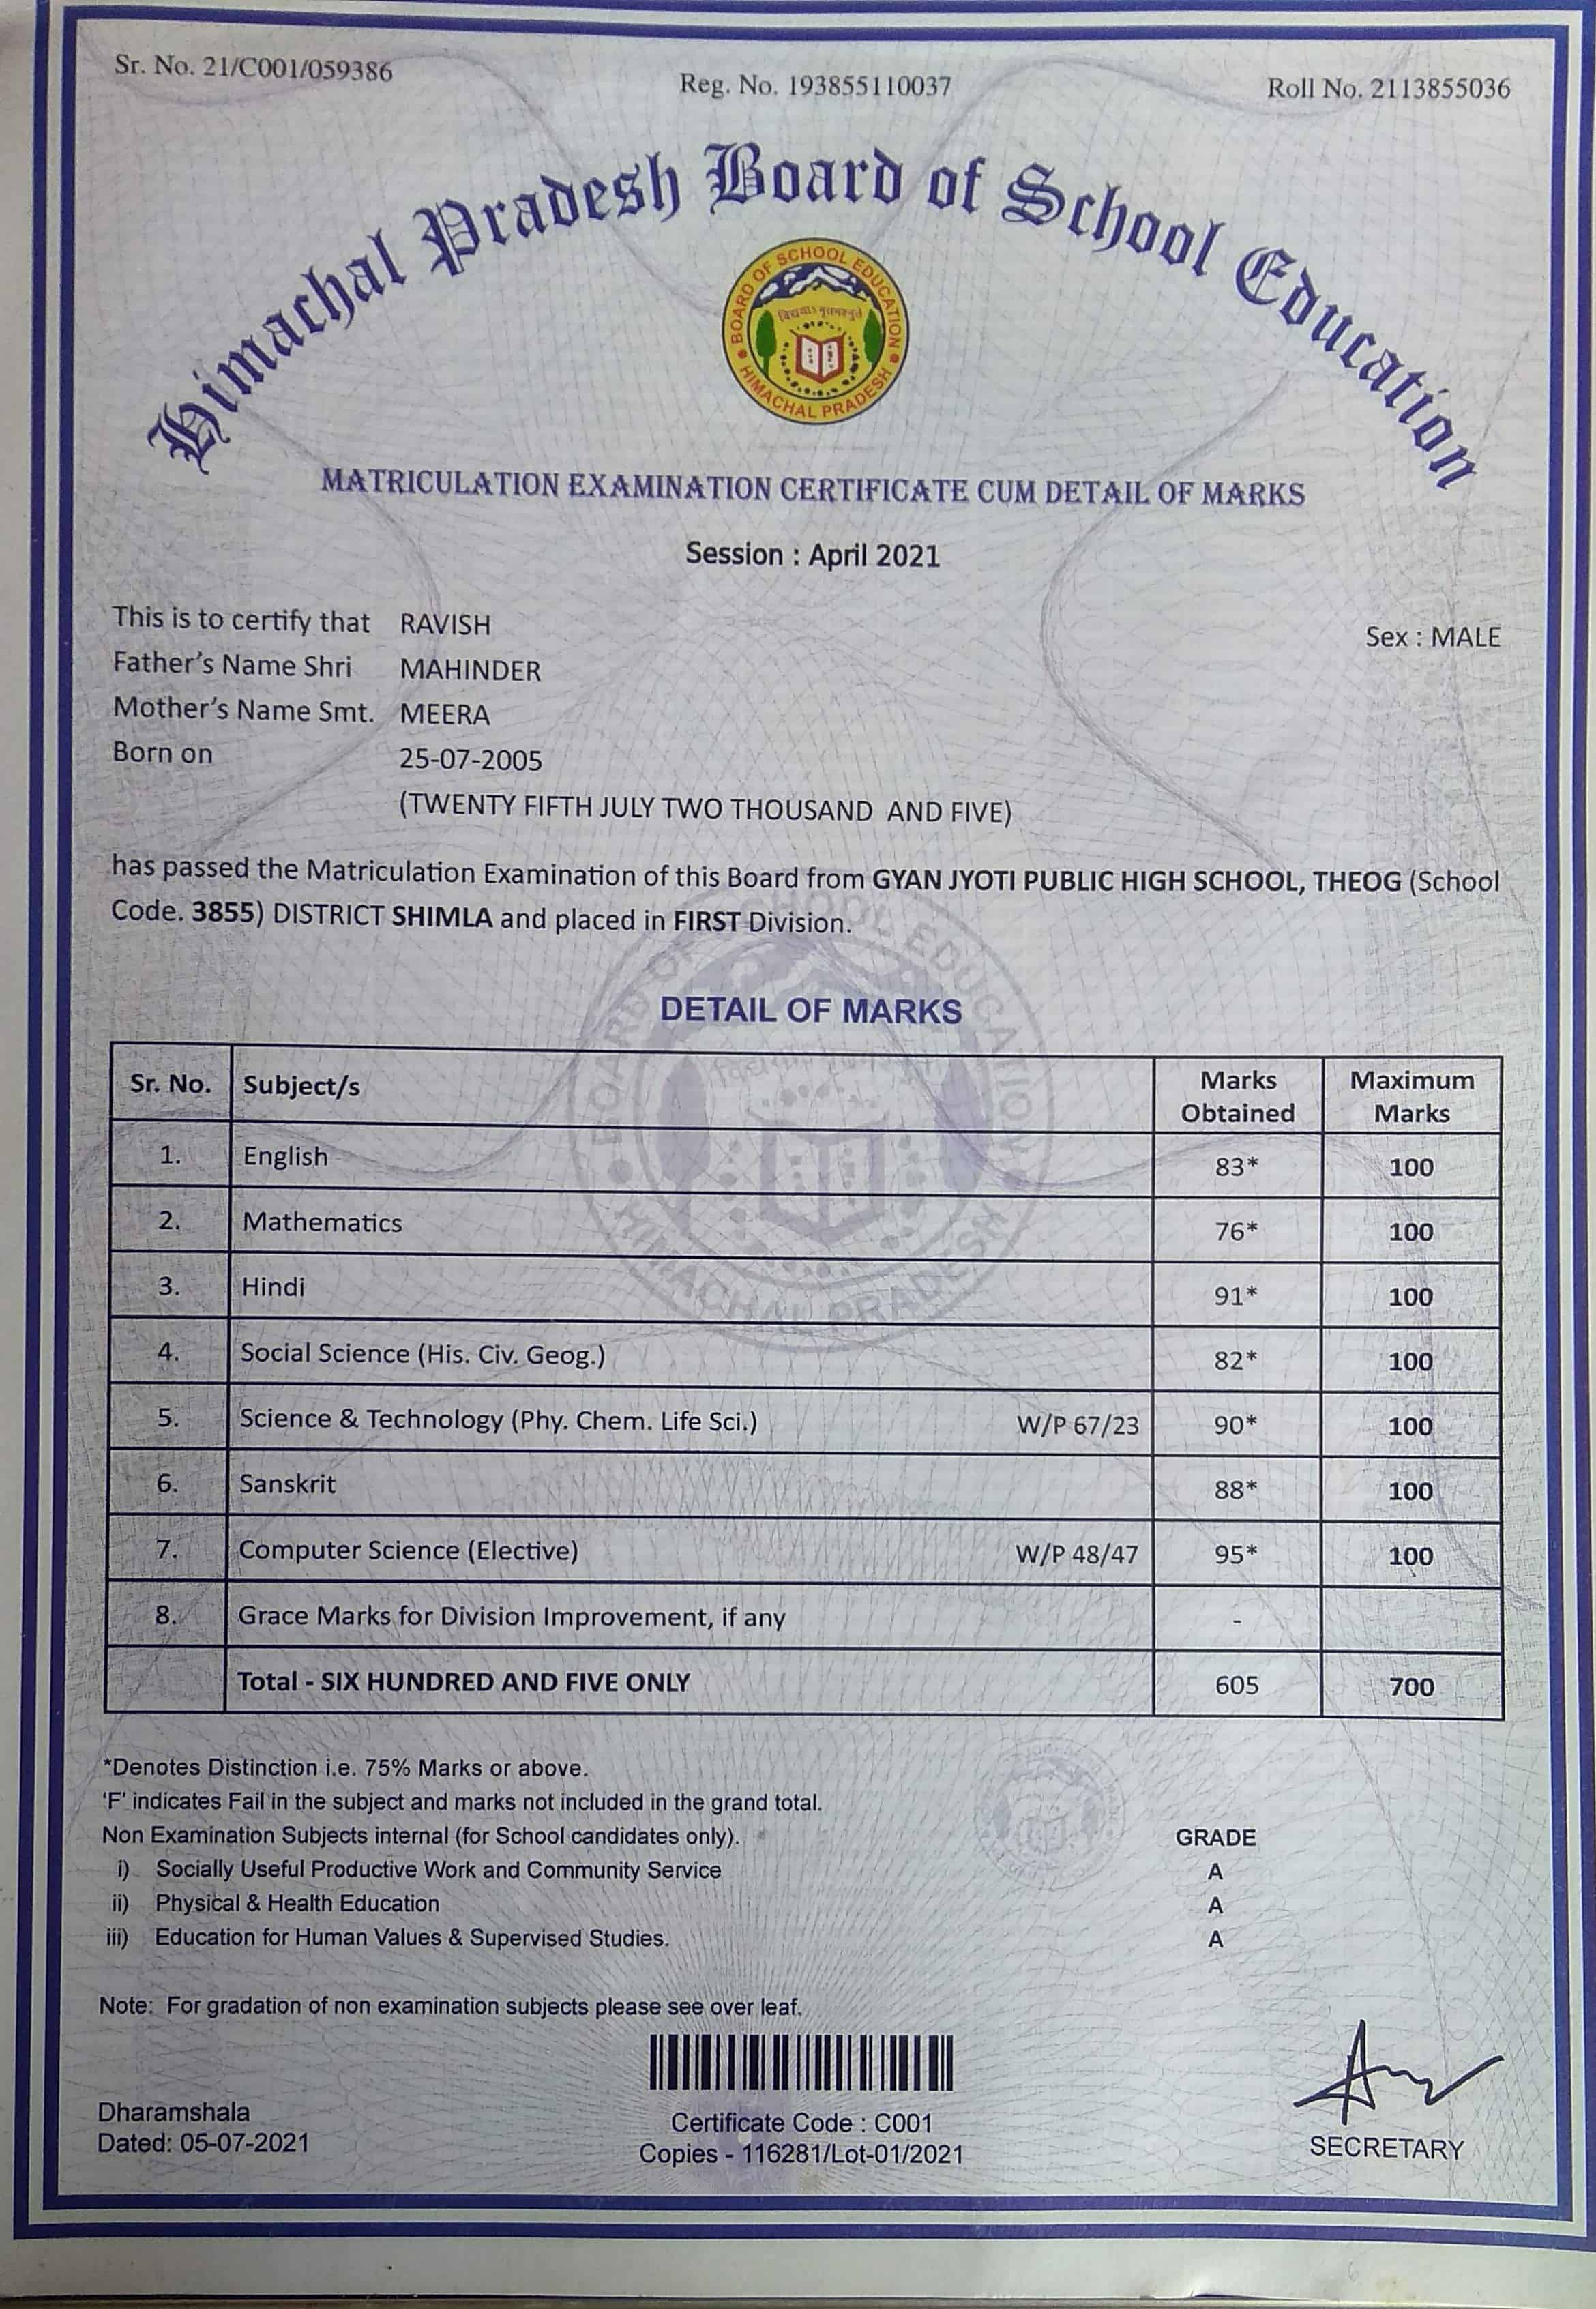 Sr. No. 21/C001/059386
Reg. No. 193855110037
Roll No. 2113855036
Himachal Pradesh Board of School Education
BOARD OF SCHOOL EDUCATION
HIMACHAL PRADESH
MATRICULATION EXAMINATION CERTIFICATE CUM DETAIL OF MARKS
Session : April 2021
This is to certify that RAVISH
Sex : MALE
Father's Name Shri MAHINDER
Mother's Name Smt. MEERA
Born on 25-07-2005
(TWENTY FIFTH JULY TWO THOUSAND AND FIVE)
has passed the Matriculation Examination of this Board from GYAN JYOTI PUBLIC HIGH SCHOOL, THEOG (School
Code. 3855) DISTRICT SHIMLA and placed in FIRST Division.
DETAIL OF MARKS
Sr. No. Subject/s Marks Obtained Maximum Marks
1. English 83* 100
2. Mathematics 76* 100
3. Hindi 91* 100
4. Social Science (His. Civ. Geog.) 82* 100
5. Science & Technology (Phy. Chem. Life Sci.) W/P 67/23 90* 100
6. Sanskrit 88* 100
7. Computer Science (Elective) W/P 48/47 95* 100
8. Grace Marks for Division Improvement, if any -
Total - SIX HUNDRED AND FIVE ONLY 605 700
*Denotes Distinction i.e. 75% Marks or above.
'F' indicates Fail in the subject and marks not included in the grand total.
Non Examination Subjects internal (for School candidates only). GRADE
i) Socially Useful Productive Work and Community Service A
ii) Physical & Health Education A
iii) Education for Human Values & Supervised Studies. A
Note: For gradation of non examination subjects please see over leaf.
Dharamshala
Dated: 05-07-2021
Certificate Code : C001
Copies - 116281/Lot-01/2021
SECRETARY